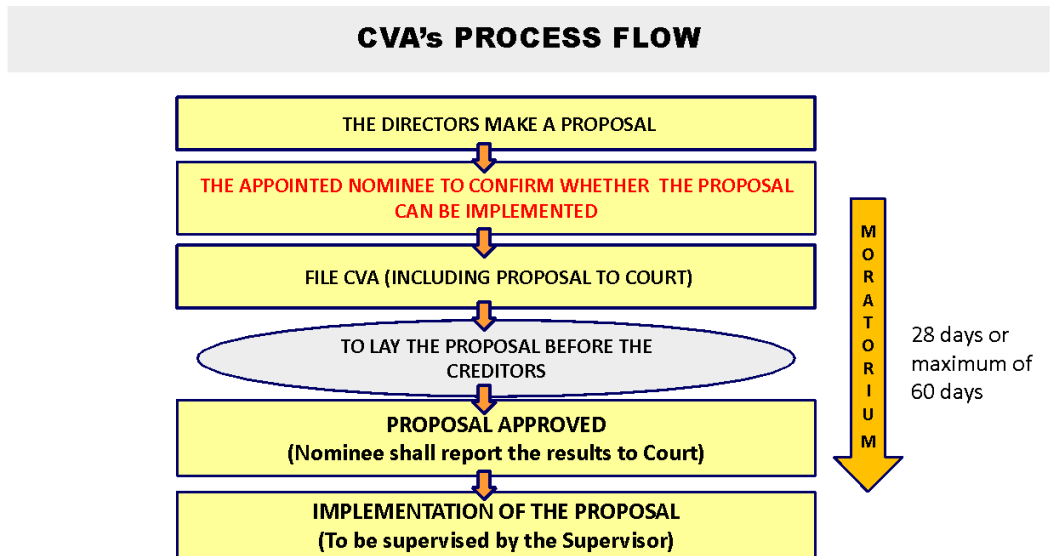 CVA's PROCESS FLOW
THE DIRECTORS MAKE A PROPOSAL
THE APPOINTED NOMINEE TO CONFIRM WHETHER THE PROPOSAL
CAN BE IMPLEMENTED
FILE CVA (INCLUDING PROPOSAL TO COURT)
TO LAY THE PROPOSAL BEFORE THE
CREDITORS
PROPOSAL APPROVED
(Nominee shall report the results to Court)
IMPLEMENTATION OF THE PROPOSAL
(To be supervised by the Supervisor)
MORATORIUM
28 days or
maximum of
60 days